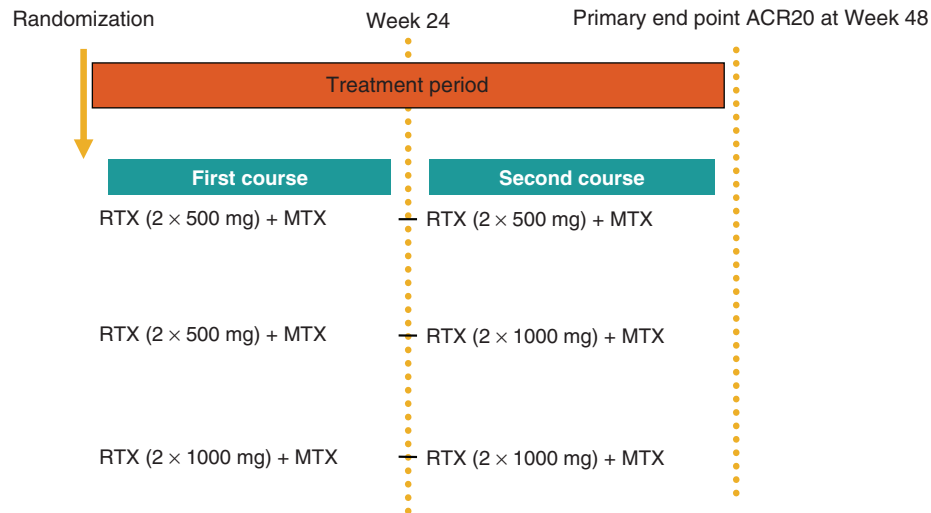 Randomization
Week 24
Primary end point ACR20 at Week 48
Treatment period
First course
Second course
RTX (2 × 500 mg) + MTX
RTX (2 × 500 mg) + MTX
RTX (2 × 500 mg) + MTX
RTX (2 × 1000 mg) + MTX
RTX (2 × 1000 mg) + MTX
RTX (2 × 1000 mg) + MTX